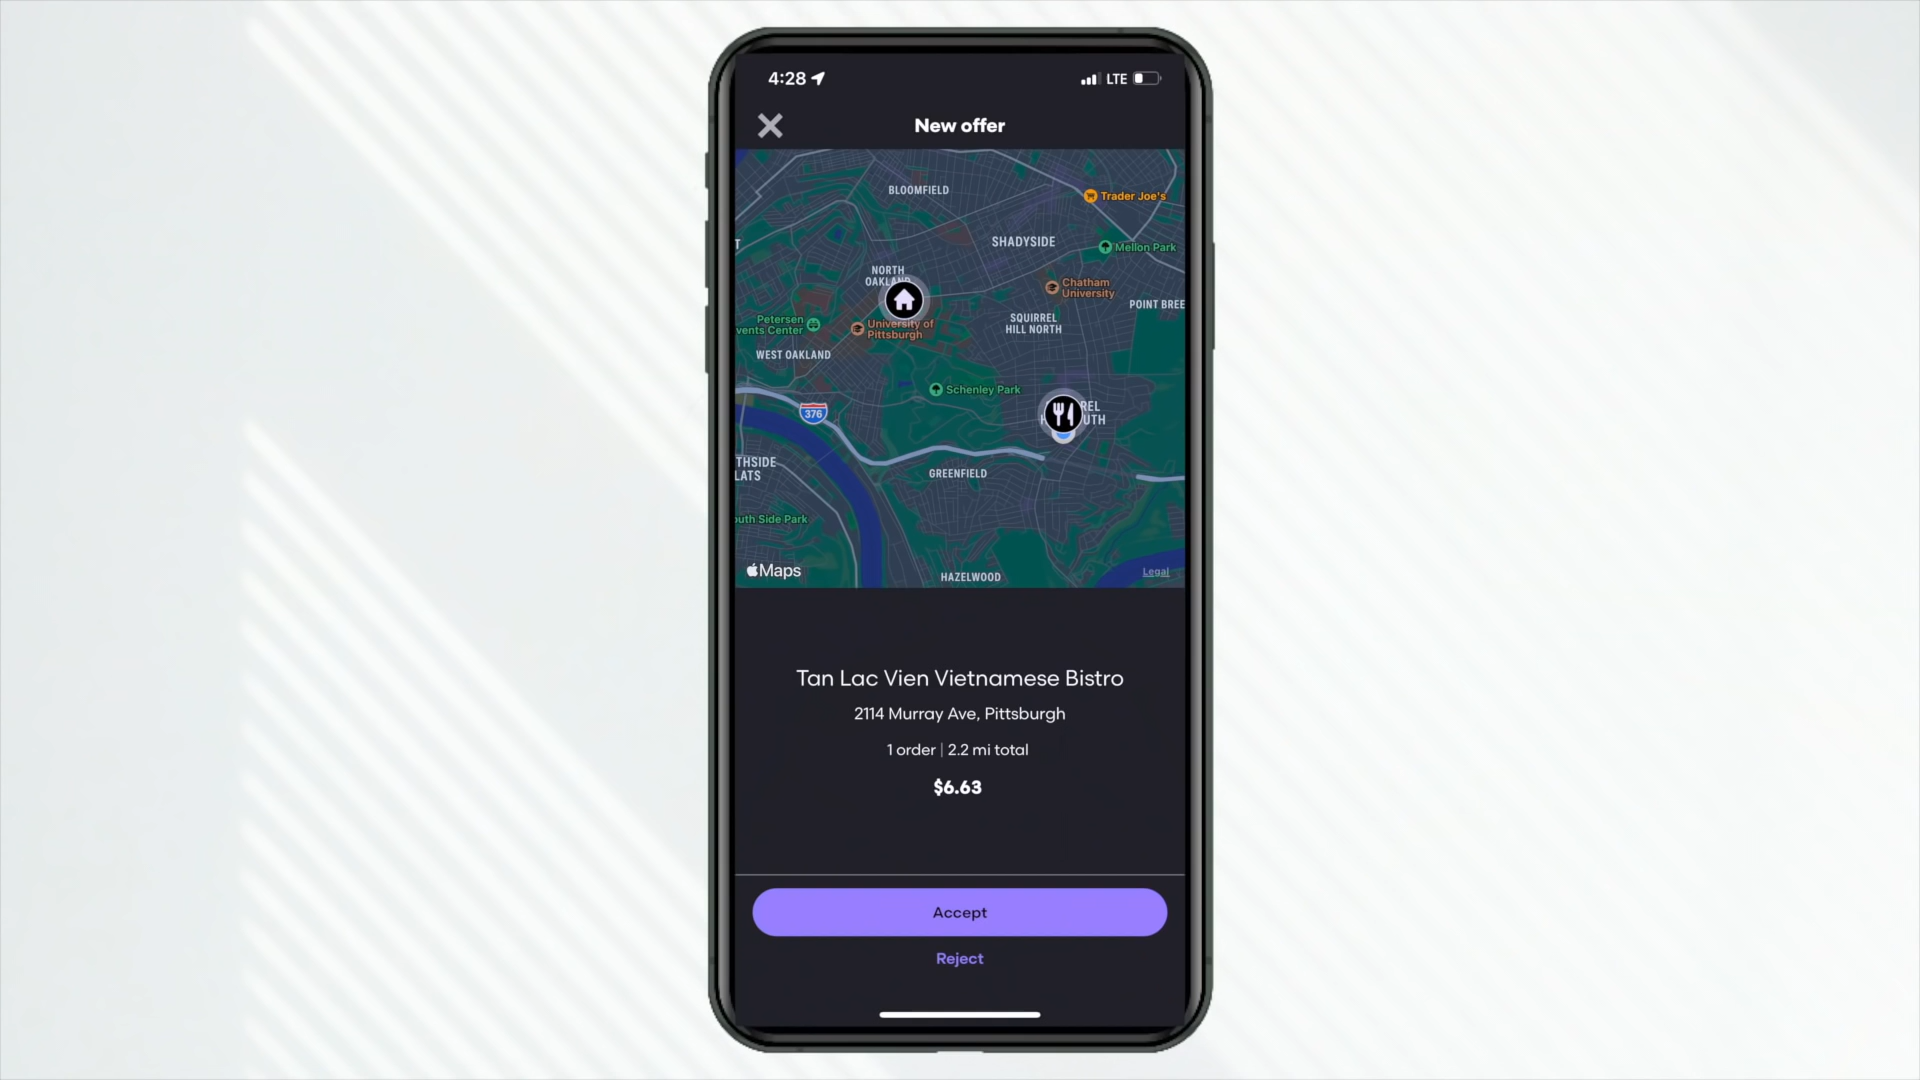 4:28
LTE
New offer
BLOOMFIELD
Trader Joe's
SHADYSIDE
Mellon Park
NORTH
OAKLAND
Chatham
University
POINT BREE
SQUIRREL
HILL NORTH
Petersen
vents Center
University of
Pittsburgh
WEST OAKLAND
Schenley Park
376
REL
UTH
THSIDE
LATS
GREENFIELD
outh Side Park
Maps
HAZELWOOD
Legal
Tan Lac Vien Vietnamese Bistro
2114 Murray Ave, Pittsburgh
1 order | 2.2 mi total
$6.63
Accept
Reject